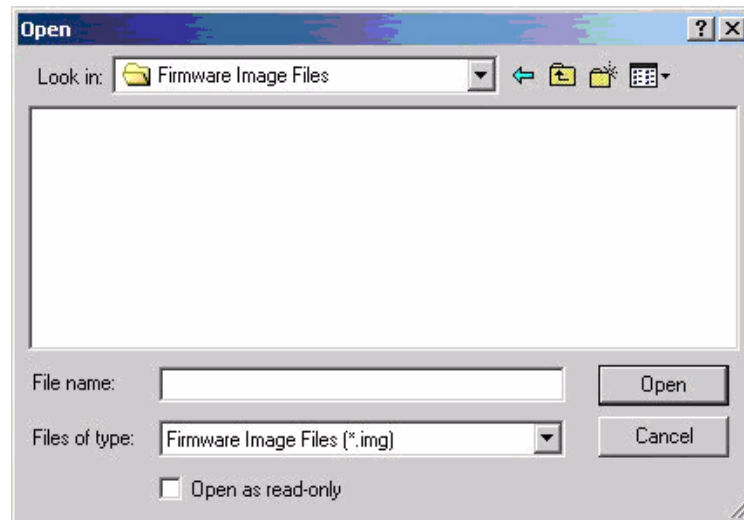 Open
Look in: Firmware Image Files
File name: Open
Files of type: Firmware Image Files (*.img) Cancel
Open as read-only